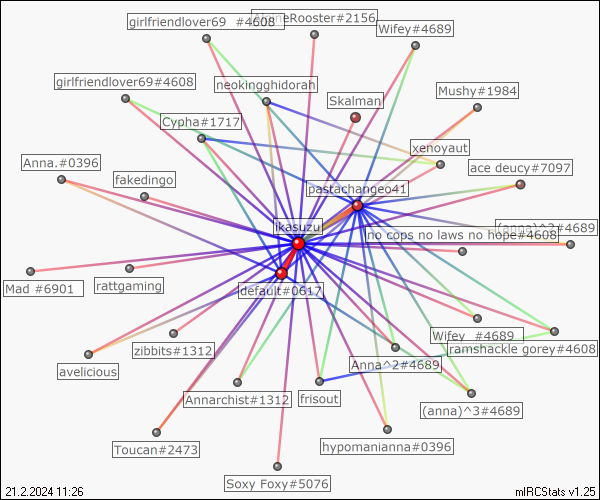 girlfriendlover69 #4608
Rooster#2156
Wifey#4689
girlfriendlover69#4608
neokingghidorah
Skalman
Mushy#1984
Cypha#1717
xenoyaut
Anna.#0396
fakedingo
ace deucy#7097
pastachangeo41
ikasuzu
(anna)^2#4689
no cops no laws no hope#4608
Mad #6901
rattgaming
default#0617
zibbits#1312
Wifey #4689
ramshackle gorey#4608
avelicious
Anna^2#4689
Annarchist#1312
frisout
(anna)^3#4689
Toucan#2473
hypomanianna#0396
Soxy Foxy#5076
21.2.2024 11:26
mIRCStats v1.25